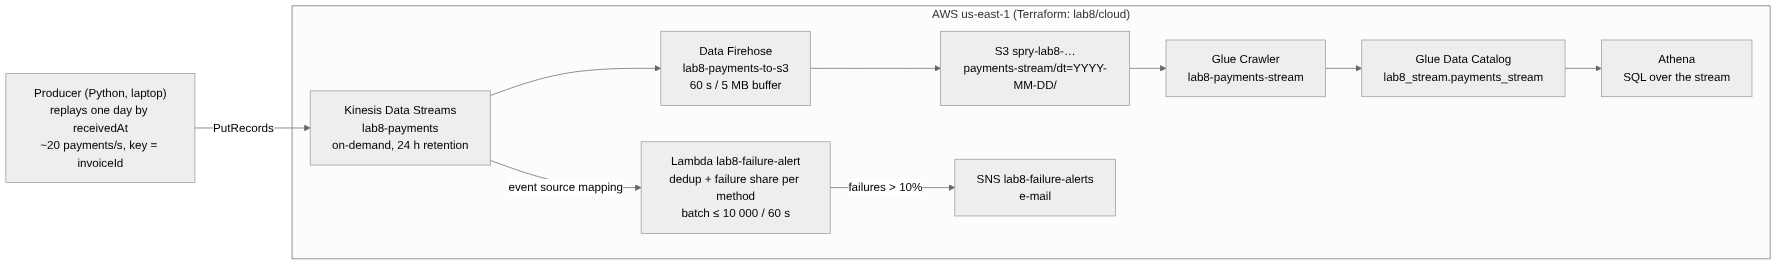 AWS us-east-1 (Terraform: lab8/cloud)
Producer (Python, laptop)
replays one day by
receivedAt
~20 payments/s, key =
invoiceId
PutRecords
Kinesis Data Streams
lab8-payments
on-demand, 24 h retention
Data Firehose
lab8-payments-to-s3
60 s / 5 MB buffer
S3 spry-lab8-…
payments-stream/dt=YYYY-
MM-DD/
Glue Crawler
lab8-payments-stream
Glue Data Catalog
lab8_stream.payments_stream
Athena
SQL over the stream
event source mapping
Lambda lab8-failure-alert
dedup + failure share per
method
batch ≤ 10 000 / 60 s
failures > 10%
SNS lab8-failure-alerts
e-mail